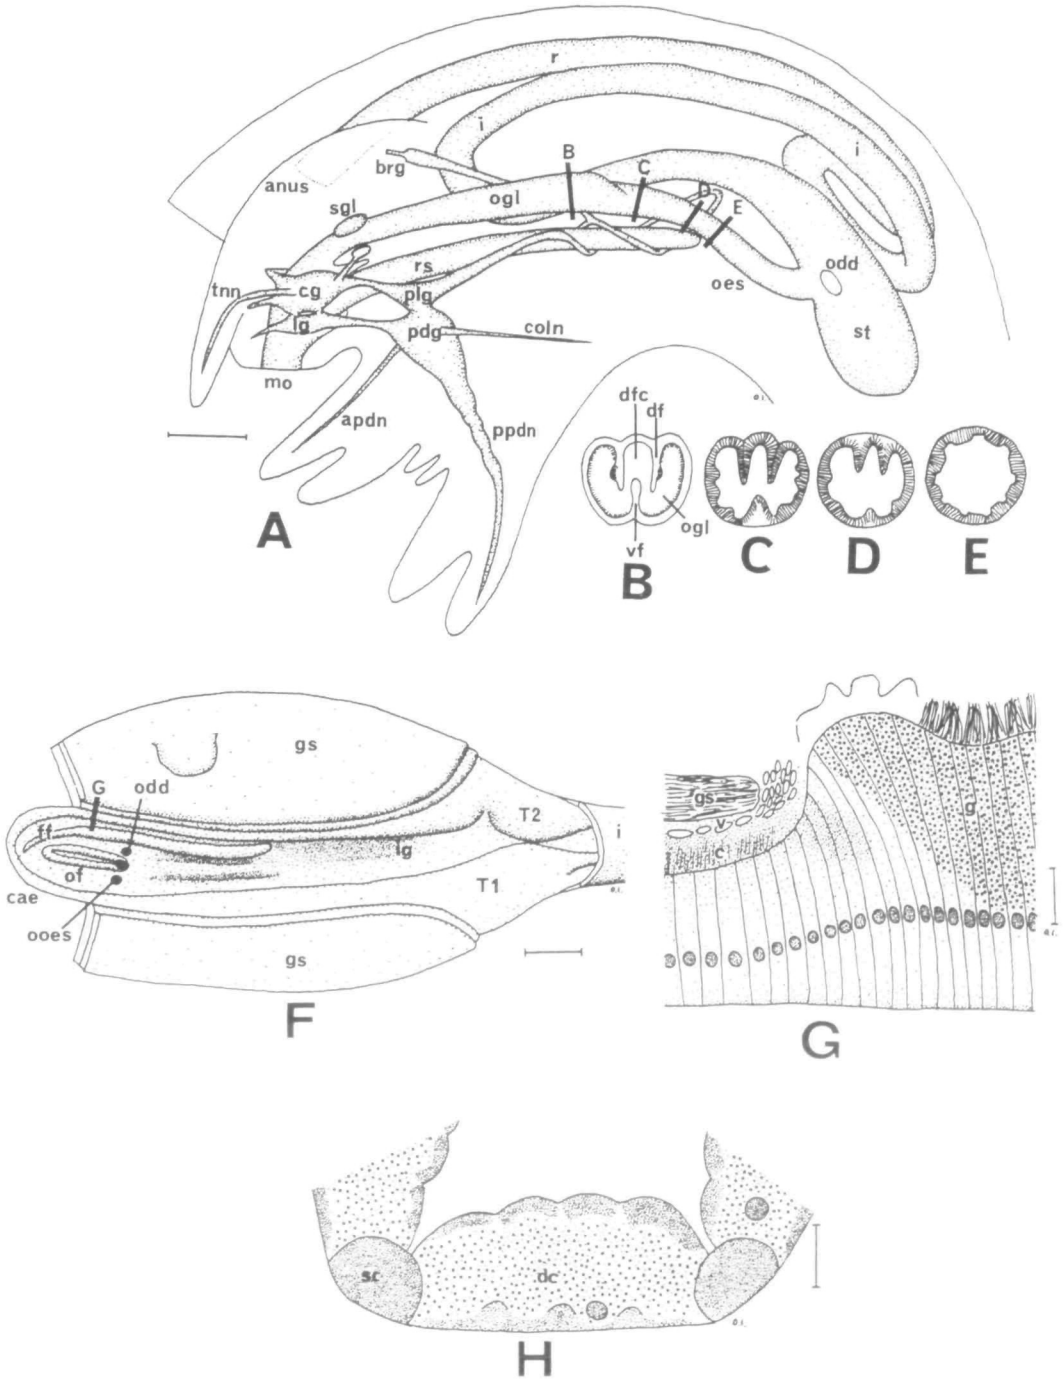 r
i
i
B
C
brg
anus
D
ogl
E
sgl
odd
rs
oes
tnn
cg
plg
lg
pdg
coln
st
mo
dfc
df
apdn
ppdn
A
ogl
vf
B
C
D
E
gs
G
odd
T2
ff
i
lg
of
T1
cae
ooes
gs
F
gs
v
c
g
G
sc
dc
H